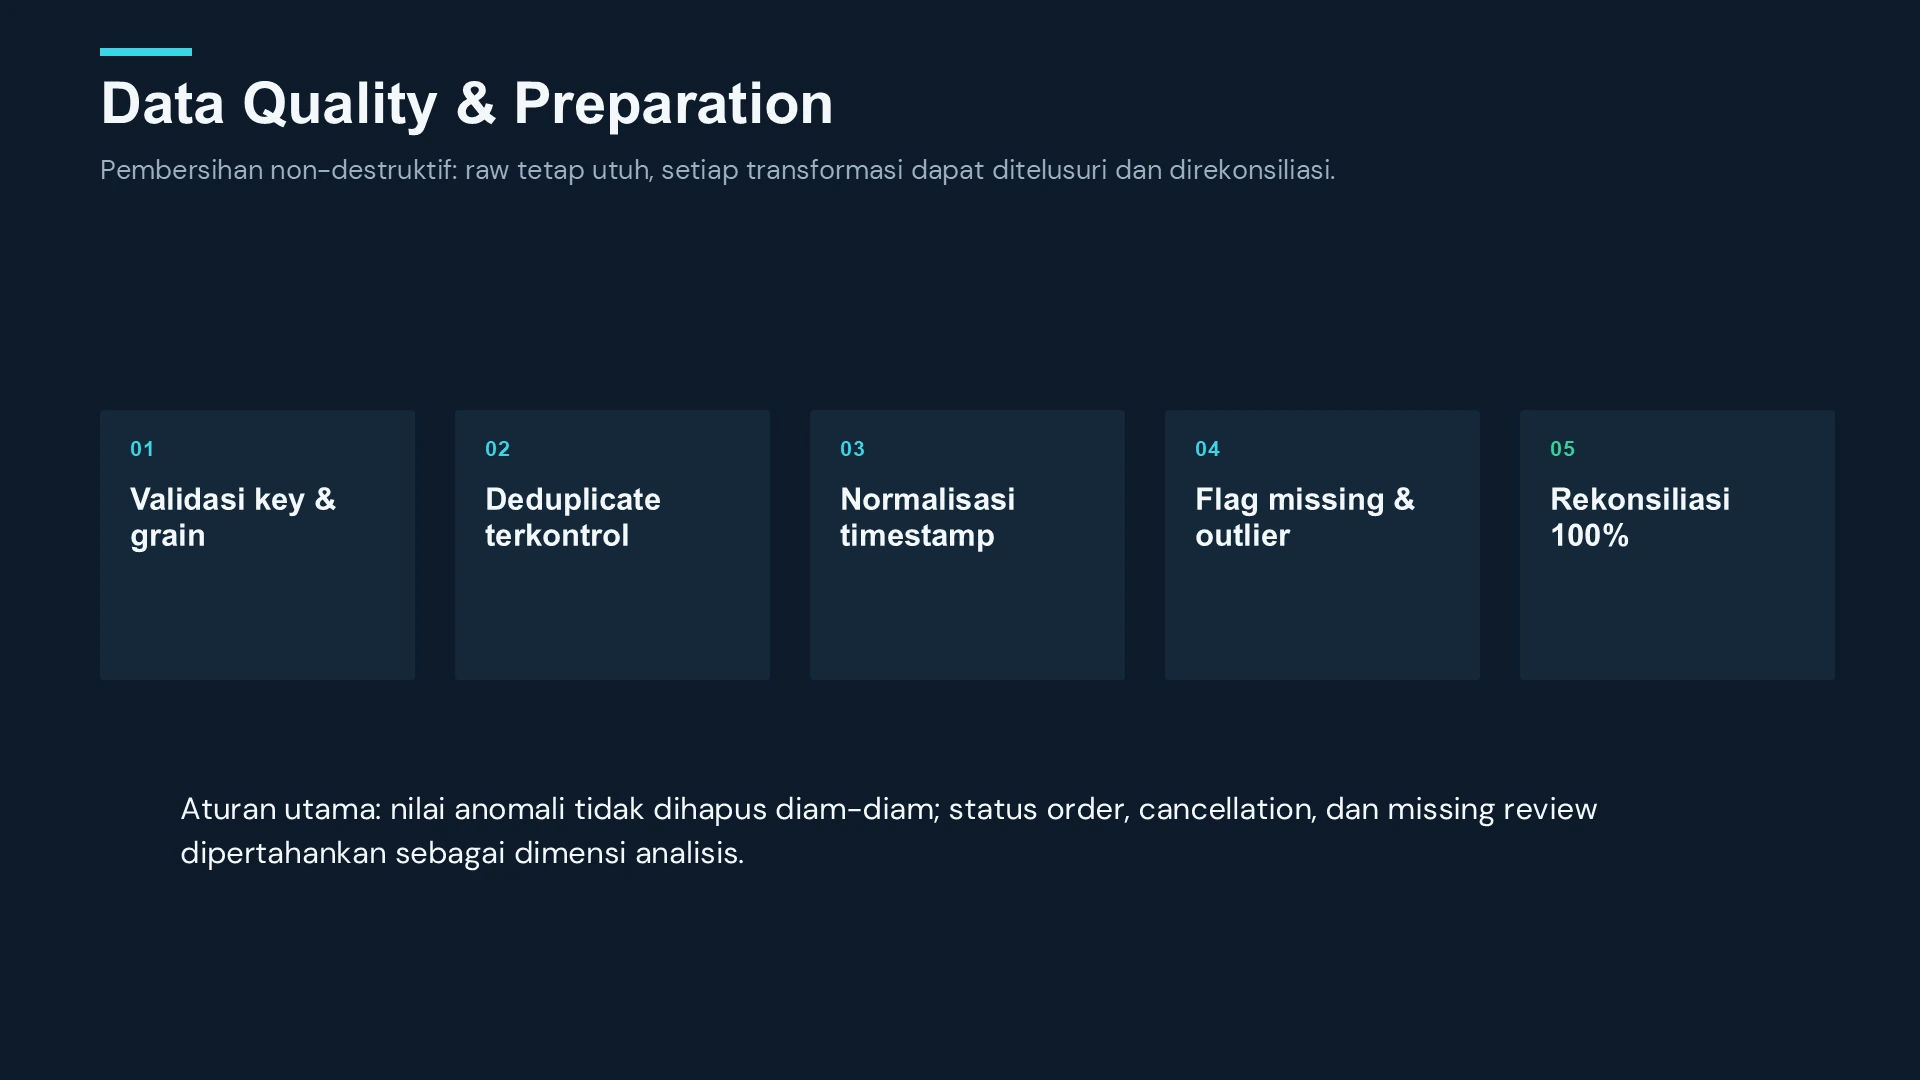 Data Quality & Preparation
Pembersihan non-destruktif: raw tetap utuh, setiap transformasi dapat ditelusuri dan direkonsiliasi.
01
Validasi key &
grain
02
Deduplicate
terkontrol
03
Normalisasi
timestamp
04
Flag missing &
outlier
05
Rekonsiliasi
100%
Aturan utama: nilai anomali tidak dihapus diam-diam; status order, cancellation, dan missing review
dipertahankan sebagai dimensi analisis.